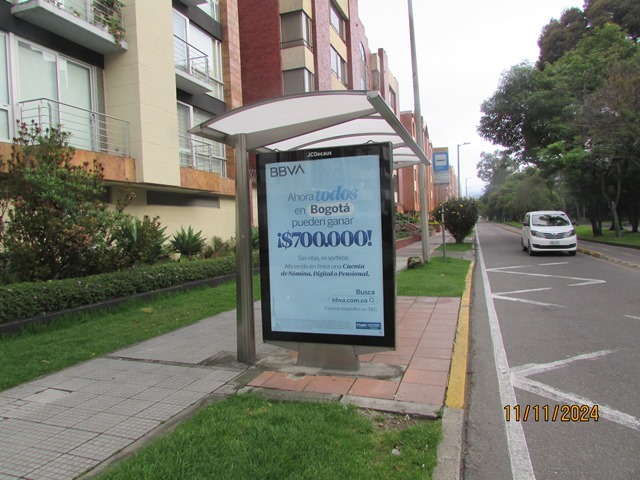 JCDecaux
BBVA
Ahora todos
en Bogotá
pueden ganar
¡$700.000!
Sin rifas, ni sorteos.
Abriendo en línea una Cuenta
de Nómina, Digital o Pensional.
Busca
bbva.com.co
11/11/2024